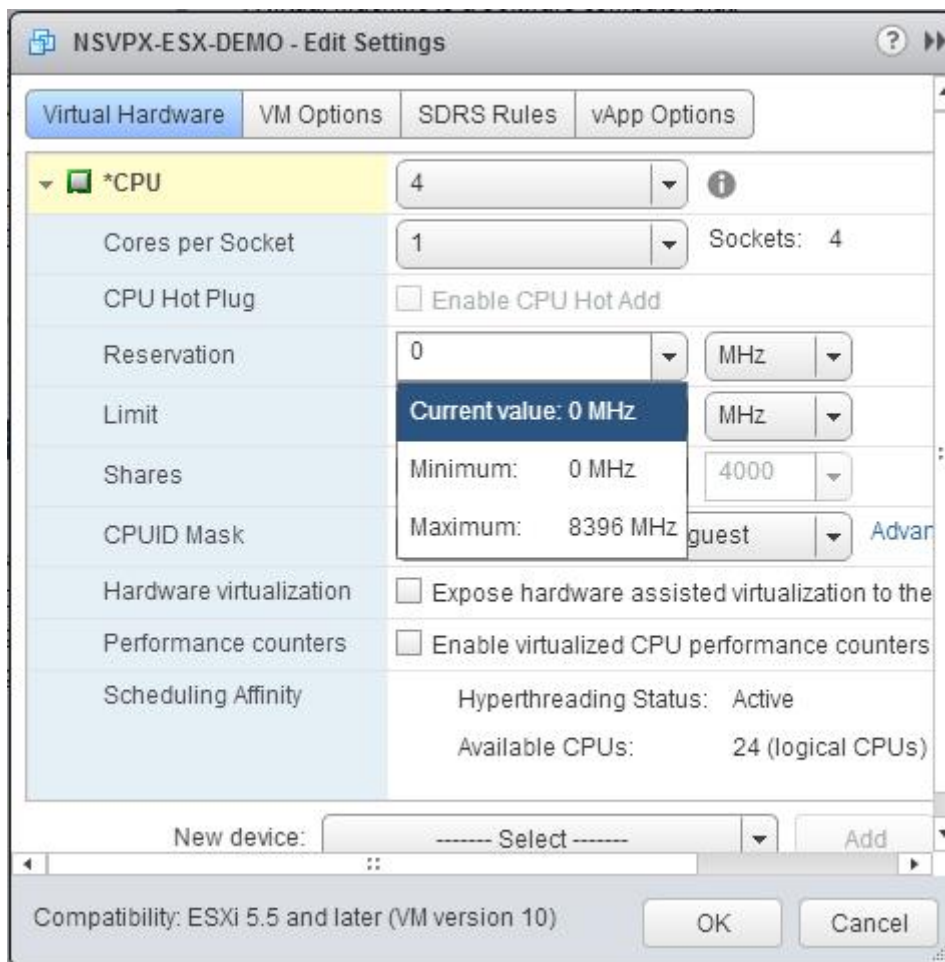 NSVPX-ESX-DEMO - Edit Settings ?
Virtual Hardware VM Options SDRS Rules vApp Options
*CPU 4
Cores per Socket 1 Sockets: 4
CPU Hot Plug Enable CPU Hot Add
Reservation 0 MHz
Limit Current value: 0 MHz MHz
Shares Minimum: 0 MHz 4000
CPUID Mask Maximum: 8396 MHz guest Advan
Hardware virtualization Expose hardware assisted virtualization to the
Performance counters Enable virtualized CPU performance counters
Scheduling Affinity Hyperthreading Status: Active
Available CPUs: 24 (logical CPUs)
New device: ------- Select ------- Add
Compatibility: ESXi 5.5 and later (VM version 10) OK Cancel